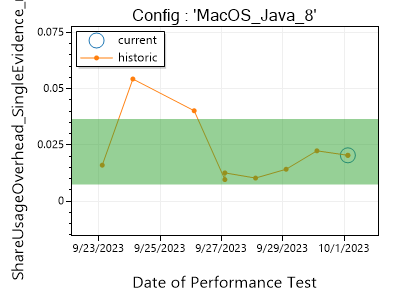 Config : 'MacOS_Java_8'
ShareUsageOverhead_SingleEvidence_
0.075
0.05
0.025
0
current
historic
9/23/2023
9/25/2023
9/27/2023
9/29/2023
10/1/2023
Date of Performance Test